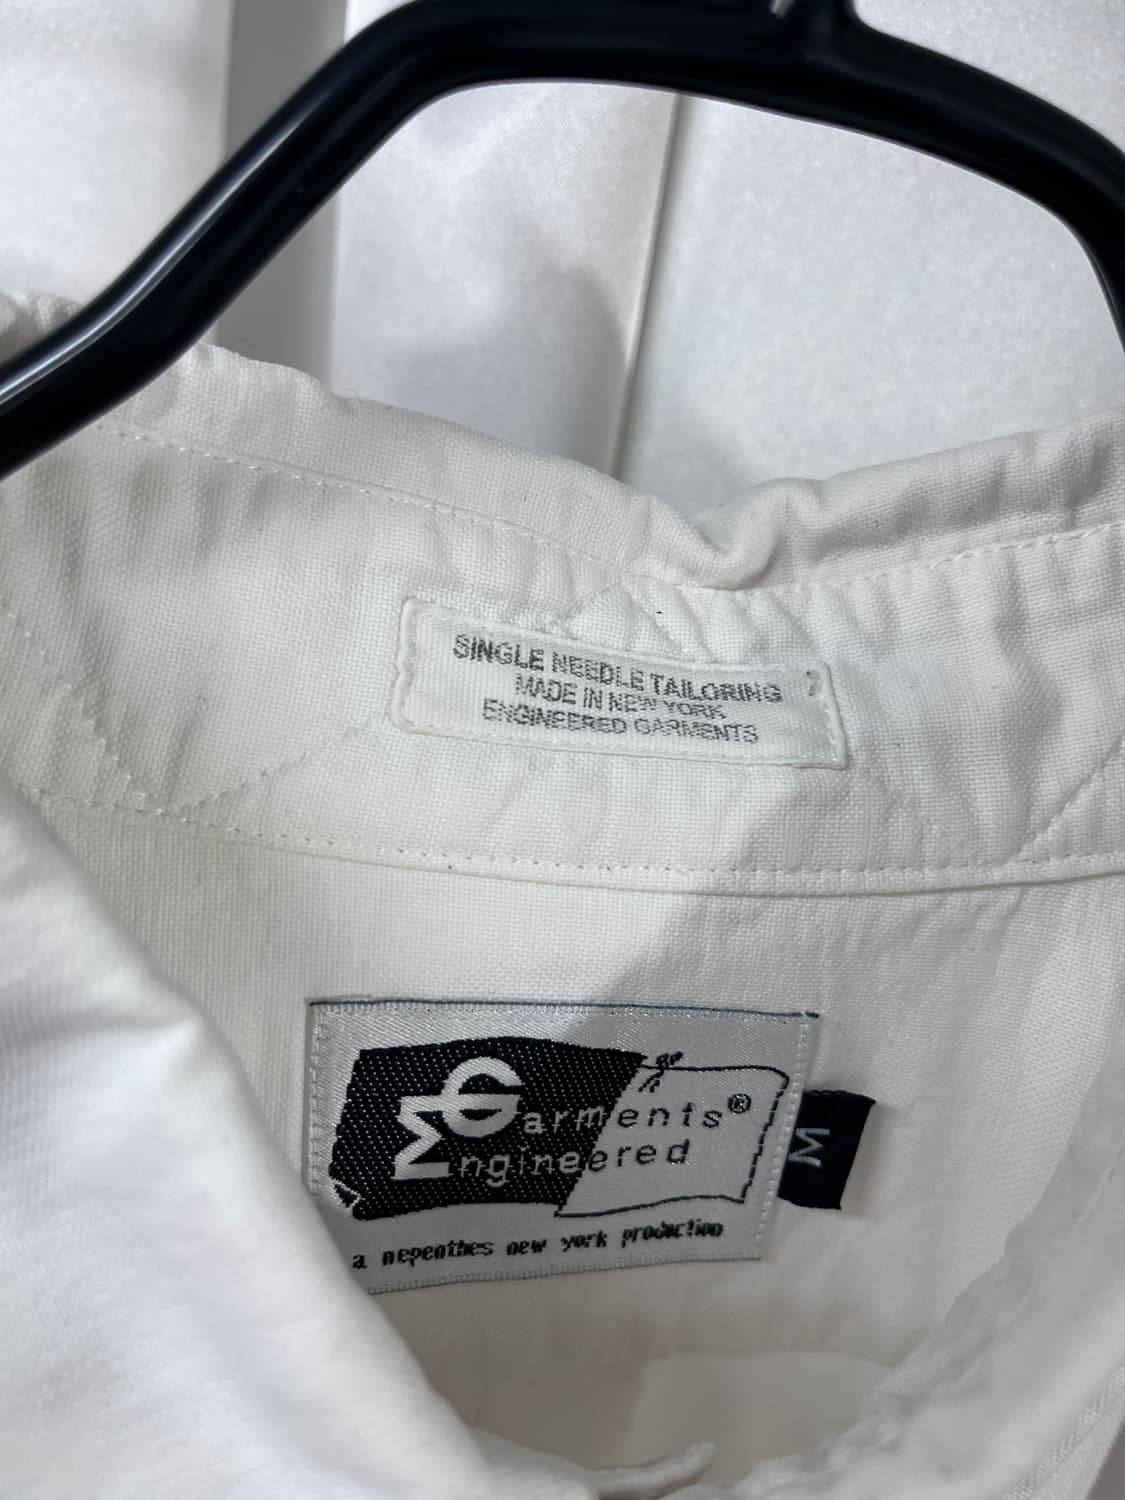 SINGLE NEEDLE TAILORING
MADE IN NEW YORK
ENGINEERED GARMENTS
Garments®
Engineered
M
a nepenthes new york production